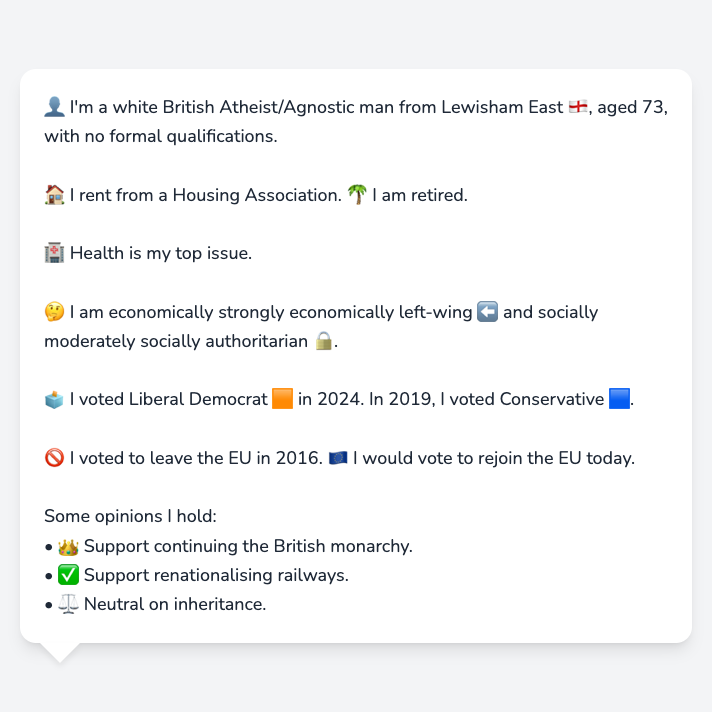 👤 I'm a white British Atheist/Agnostic man from Lewisham East 🏴󠁧󠁢󠁥󠁮󠁧󠁿, aged 73,
with no formal qualifications.
🏠 I rent from a Housing Association. 🌴 I am retired.
🏥 Health is my top issue.
🤔 I am economically strongly economically left-wing ⬅️ and socially
moderately socially authoritarian 🔒.
🗳️ I voted Liberal Democrat 🟧 in 2024. In 2019, I voted Conservative 🟦.
🚫 I voted to leave the EU in 2016. 🇪🇺 I would vote to rejoin the EU today.
Some opinions I hold:
• 👑 Support continuing the British monarchy.
• ✅ Support renationalising railways.
• ⚖️ Neutral on inheritance.